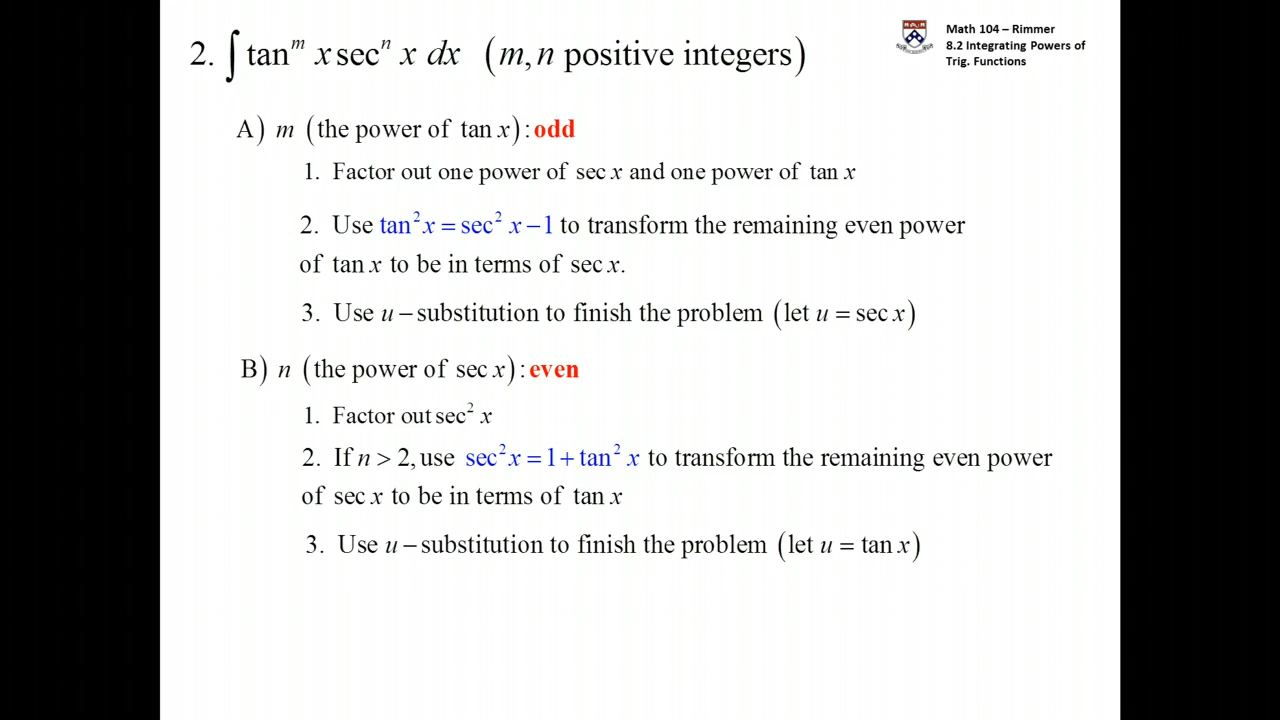 2. ∫ tanᵐ x secⁿ x dx (m, n positive integers)
Math 104 – Rimmer
8.2 Integrating Powers of
Trig. Functions
A) m (the power of tan x) : odd
1. Factor out one power of sec x and one power of tan x
2. Use tan² x = sec² x − 1 to transform the remaining even power
of tan x to be in terms of sec x.
3. Use u − substitution to finish the problem (let u = sec x)
B) n (the power of sec x) : even
1. Factor out sec² x
2. If n > 2, use sec² x = 1 + tan² x to transform the remaining even power
of sec x to be in terms of tan x
3. Use u − substitution to finish the problem (let u = tan x)